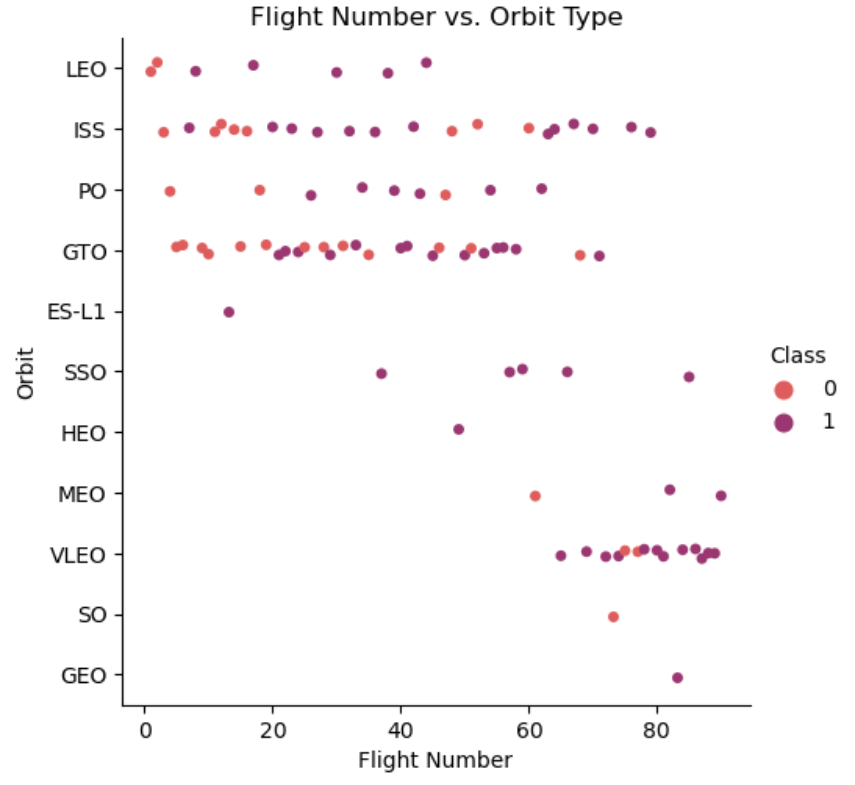 Flight Number vs. Orbit Type
LEO
ISS
PO
GTO
ES-L1
SSO
HEO
MEO
VLEO
SO
GEO
Orbit
0
20
40
60
80
Flight Number
Class
0
1